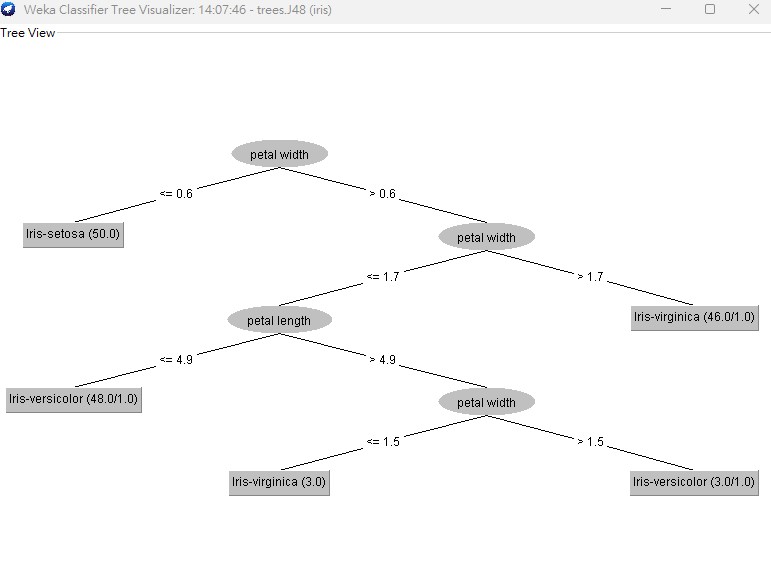 Weka Classifier Tree Visualizer: 14:07:46 - trees.J48 (iris)
Tree View
petal width
<= 0.6
> 0.6
Iris-setosa (50.0)
petal width
<= 1.7
> 1.7
petal length
Iris-virginica (46.0/1.0)
<= 4.9
> 4.9
Iris-versicolor (48.0/1.0)
petal width
<= 1.5
> 1.5
Iris-virginica (3.0)
Iris-versicolor (3.0/1.0)